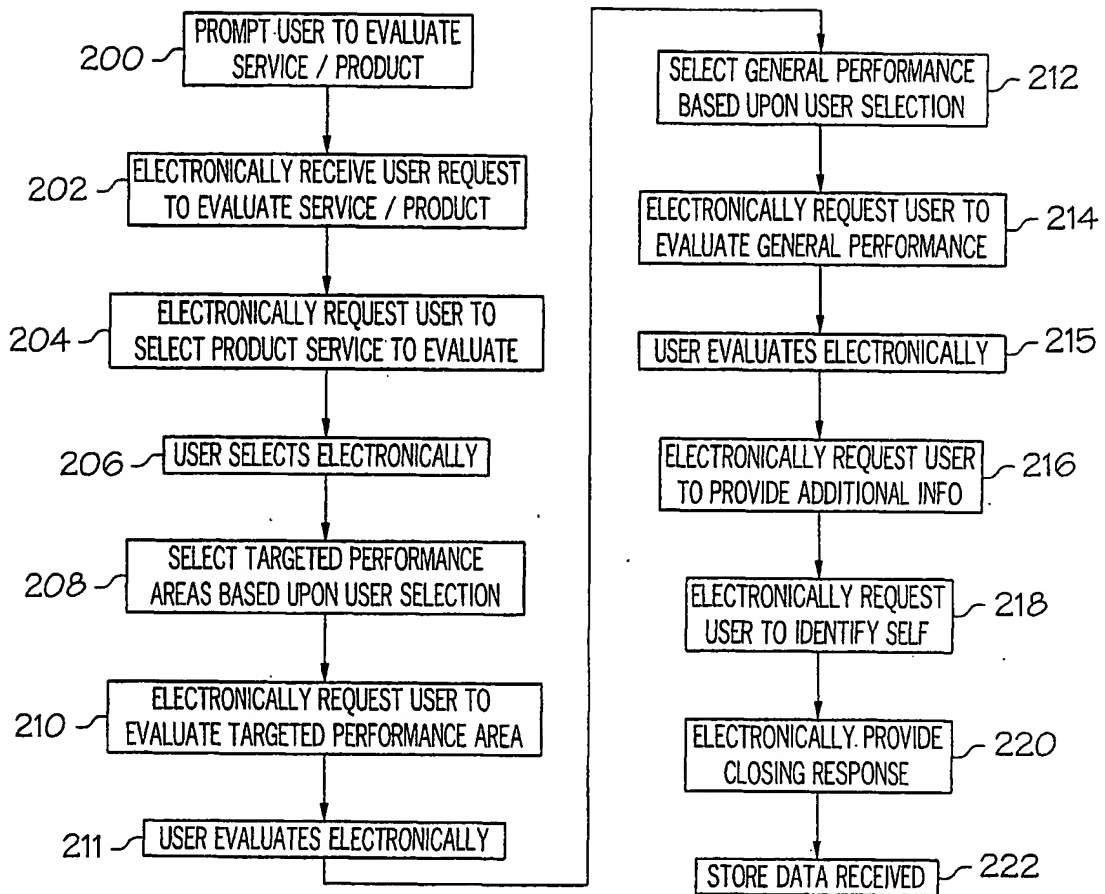 200
PROMPT USER TO EVALUATE
SERVICE / PRODUCT
202
ELECTRONICALLY RECEIVE USER REQUEST
TO EVALUATE SERVICE / PRODUCT
204
ELECTRONICALLY REQUEST USER TO
SELECT PRODUCT SERVICE TO EVALUATE
206
USER SELECTS ELECTRONICALLY
208
SELECT TARGETED PERFORMANCE
AREAS BASED UPON USER SELECTION
210
ELECTRONICALLY REQUEST USER TO
EVALUATE TARGETED PERFORMANCE AREA
211
USER EVALUATES ELECTRONICALLY
SELECT GENERAL PERFORMANCE
BASED UPON USER SELECTION
212
ELECTRONICALLY REQUEST USER TO
EVALUATE GENERAL PERFORMANCE
214
USER EVALUATES ELECTRONICALLY
215
ELECTRONICALLY REQUEST USER
TO PROVIDE ADDITIONAL INFO
216
ELECTRONICALLY REQUEST
USER TO IDENTIFY SELF
218
ELECTRONICALLY PROVIDE
CLOSING RESPONSE
220
STORE DATA RECEIVED
222